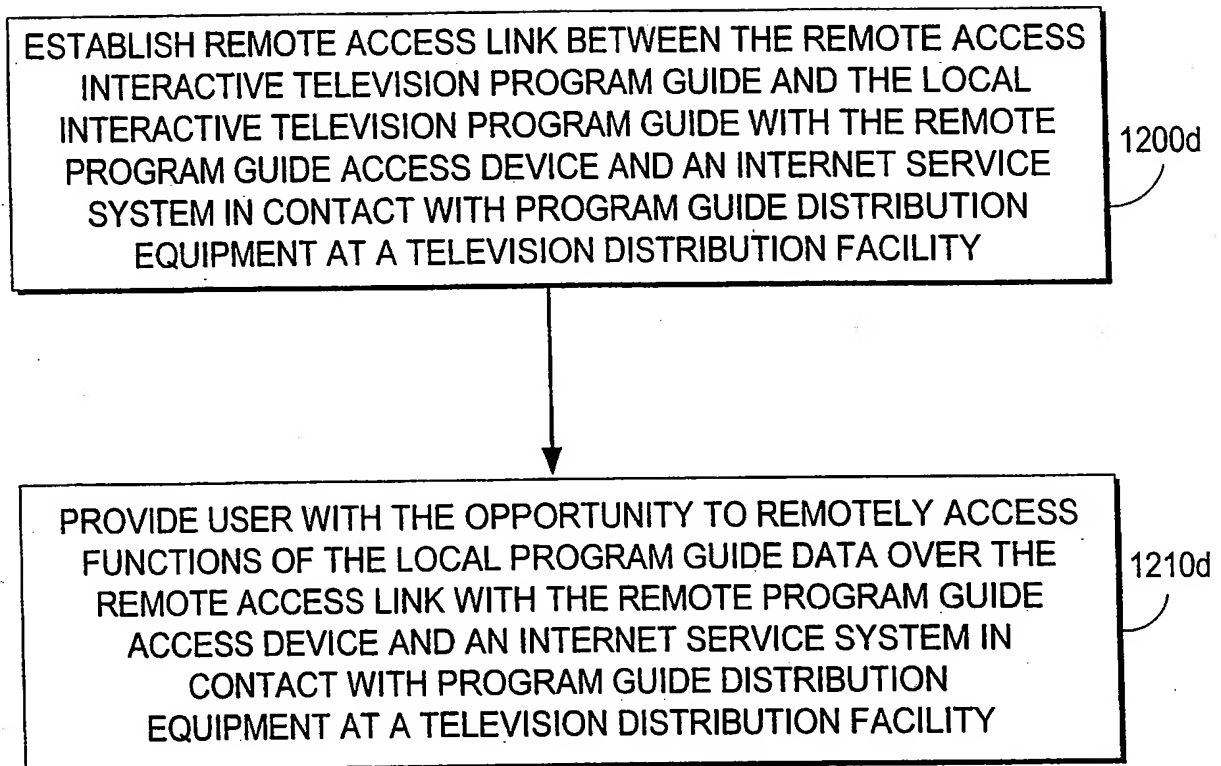 ESTABLISH REMOTE ACCESS LINK BETWEEN THE REMOTE ACCESS
INTERACTIVE TELEVISION PROGRAM GUIDE AND THE LOCAL
INTERACTIVE TELEVISION PROGRAM GUIDE WITH THE REMOTE
PROGRAM GUIDE ACCESS DEVICE AND AN INTERNET SERVICE
SYSTEM IN CONTACT WITH PROGRAM GUIDE DISTRIBUTION
EQUIPMENT AT A TELEVISION DISTRIBUTION FACILITY
1200d
PROVIDE USER WITH THE OPPORTUNITY TO REMOTELY ACCESS
FUNCTIONS OF THE LOCAL PROGRAM GUIDE DATA OVER THE
REMOTE ACCESS LINK WITH THE REMOTE PROGRAM GUIDE
ACCESS DEVICE AND AN INTERNET SERVICE SYSTEM IN
CONTACT WITH PROGRAM GUIDE DISTRIBUTION
EQUIPMENT AT A TELEVISION DISTRIBUTION FACILITY
1210d